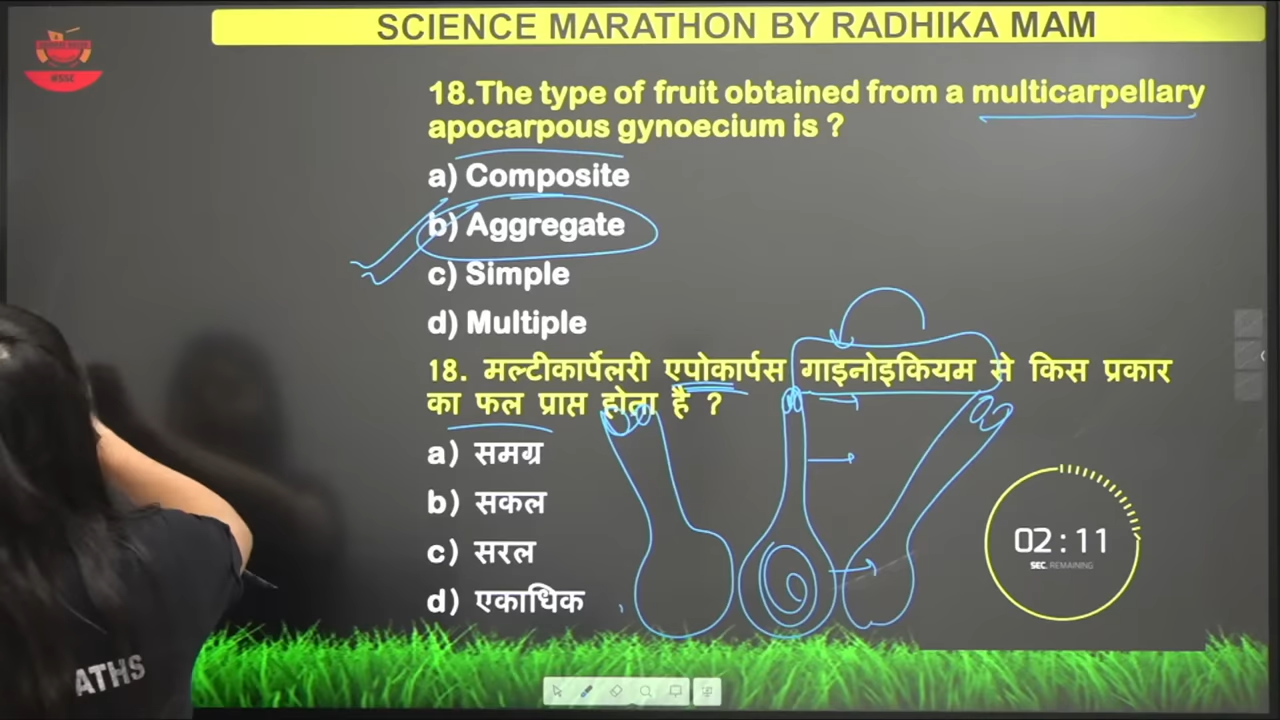 SCIENCE MARATHON BY RADHIKA MAM
#SSC
18.The type of fruit obtained from a multicarpellary
apocarpous gynoecium is ?
a) Composite
b) Aggregate
c) Simple
d) Multiple
18. मल्टीकार्पेलरी एपोकार्पस गाइनोइकियम से किस प्रकार
का फल प्राप्त होता है ?
a) समग्र
b) सकल
c) सरल
d) एकाधिक
02:11
SEC. REMAINING
ATHS